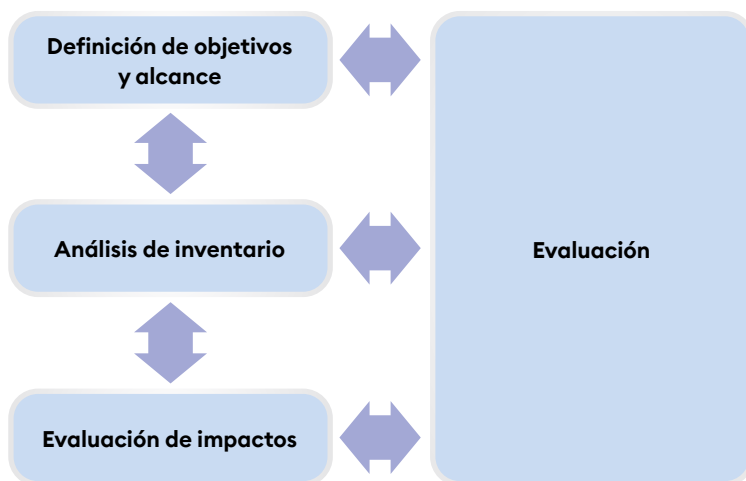 Definición de objetivos
y alcance
Análisis de inventario
Evaluación
Evaluación de impactos